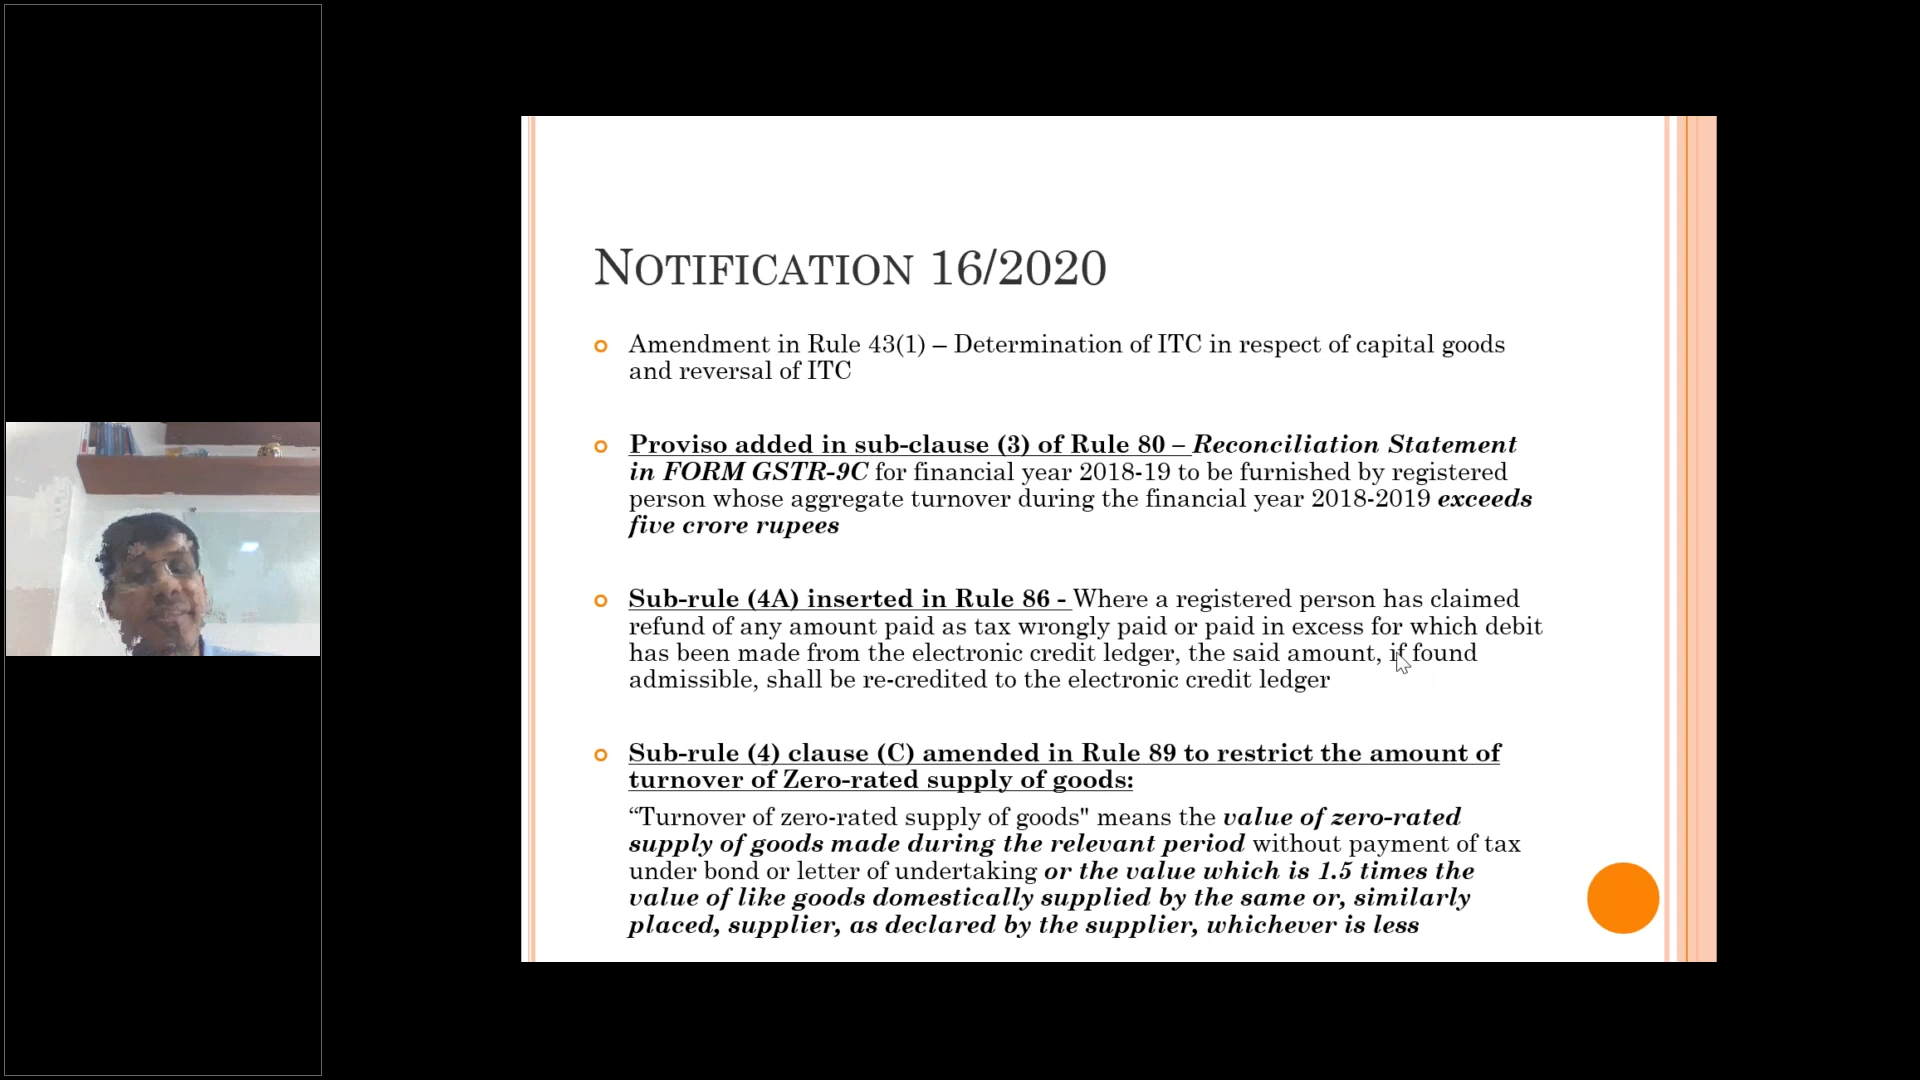 NOTIFICATION 16/2020
Amendment in Rule 43(1) – Determination of ITC in respect of capital goods
and reversal of ITC
Proviso added in sub-clause (3) of Rule 80 – Reconciliation Statement
in FORM GSTR-9C for financial year 2018-19 to be furnished by registered
person whose aggregate turnover during the financial year 2018-2019 exceeds
five crore rupees
Sub-rule (4A) inserted in Rule 86 - Where a registered person has claimed
refund of any amount paid as tax wrongly paid or paid in excess for which debit
has been made from the electronic credit ledger, the said amount, if found
admissible, shall be re-credited to the electronic credit ledger
Sub-rule (4) clause (C) amended in Rule 89 to restrict the amount of
turnover of Zero-rated supply of goods:
“Turnover of zero-rated supply of goods" means the value of zero-rated
supply of goods made during the relevant period without payment of tax
under bond or letter of undertaking or the value which is 1.5 times the
value of like goods domestically supplied by the same or, similarly
placed, supplier, as declared by the supplier, whichever is less